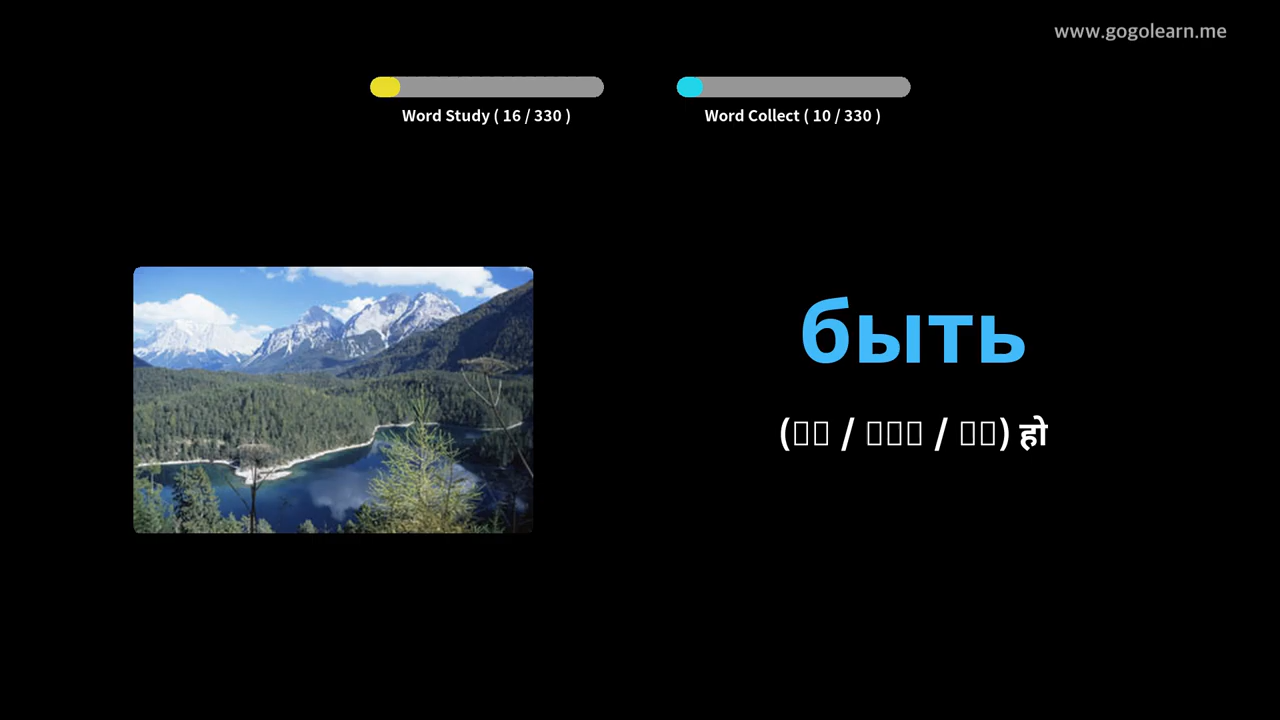 www.gogolearn.me
Word Study ( 16 / 330 )
Word Collect ( 10 / 330 )
быть
( / / ) हो